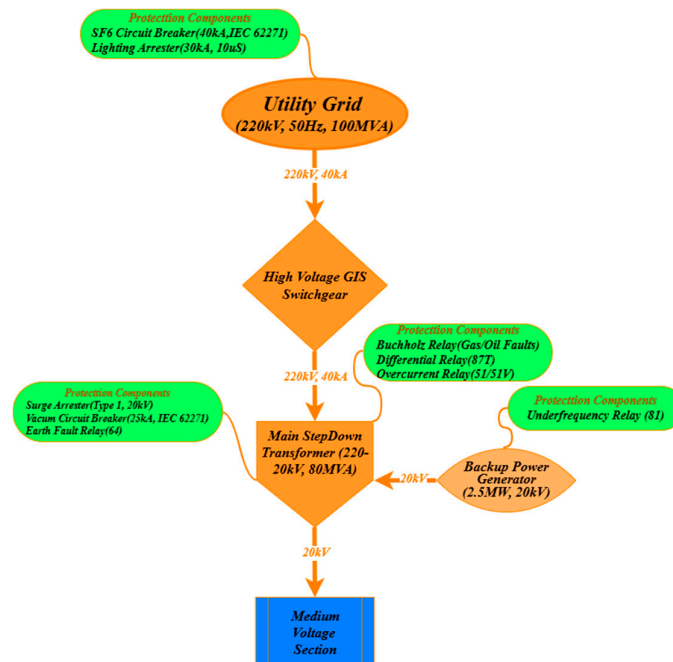 Protecttion Components
SF6 Circuit Breaker(40kA,IEC 62271)
Lighting Arrester(30kA, 10uS)
Utility Grid
(220kV, 50Hz, 100MVA)
220kV, 40kA
High Voltage GIS
Switchgear
Protecttion Components
Buchholz Relay(Gas/Oil Faults)
Differential Relay(87T)
Overcurrent Relay(51/51V)
220kV, 40kA
Protecttion Components
Surge Arrester(Type 1, 20kV)
Vacum Circuit Breaker(25kA, IEC 62271)
Earth Fault Relay(64)
Protecttion Components
Underfrequency Relay (81)
Main StepDown
Transformer (220-
20kV, 80MVA)
20kV
Backup Power
Generator
(2.5MW, 20kV)
20kV
Medium
Voltage
Section